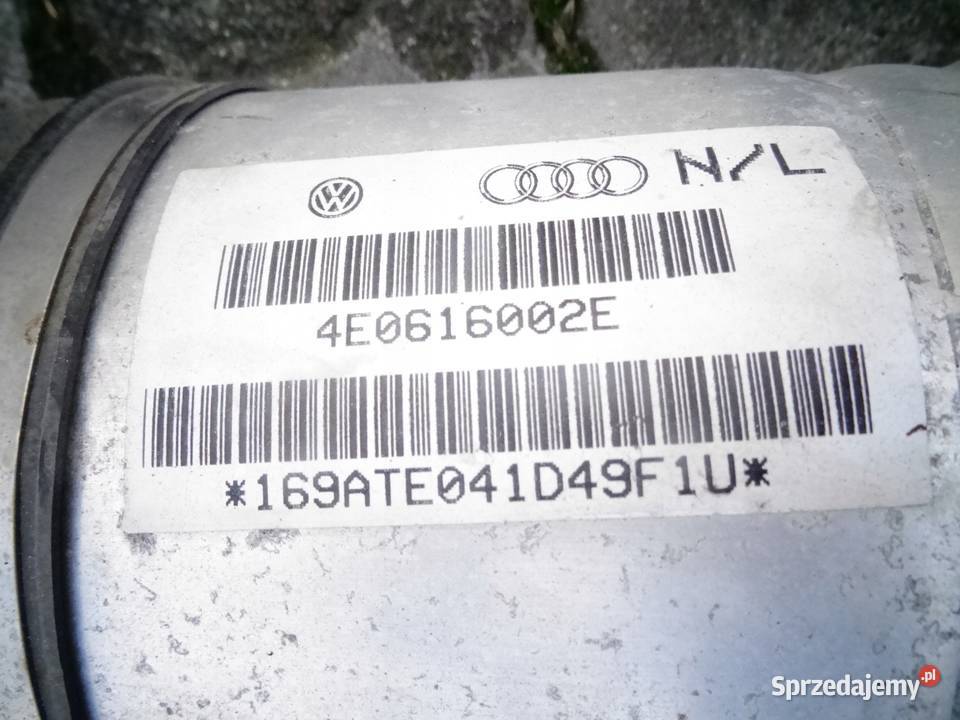 N/L
4E0616002E
*169ATE041D49F1U*
Sprzedajemy.pl